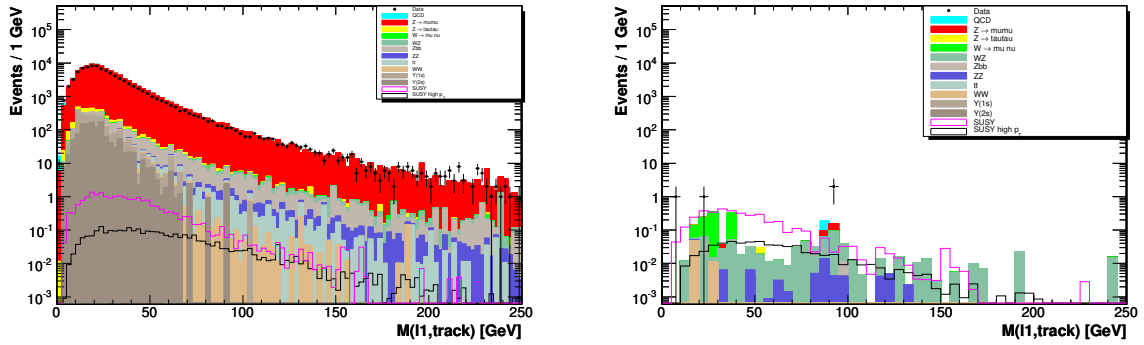 Events / 1 GeV
10^5
10^4
10^3
10^2
10
1
10^-1
10^-2
10^-3
0 50 100 150 200 250
M(l1,track) [GeV]
Data
QCD
Z → mumu
Z → tautau
W → mu nu
WZ
Zbb
ZZ
tt
WW
Y(1s)
Y(2s)
SUSY
SUSY high p_T
Events / 1 GeV
10^5
10^4
10^3
10^2
10
1
10^-1
10^-2
10^-3
0 50 100 150 200 250
M(l1,track) [GeV]
Data
QCD
Z → mumu
Z → tautau
W → mu nu
WZ
Zbb
ZZ
tt
WW
Y(1s)
Y(2s)
SUSY
SUSY high p_T